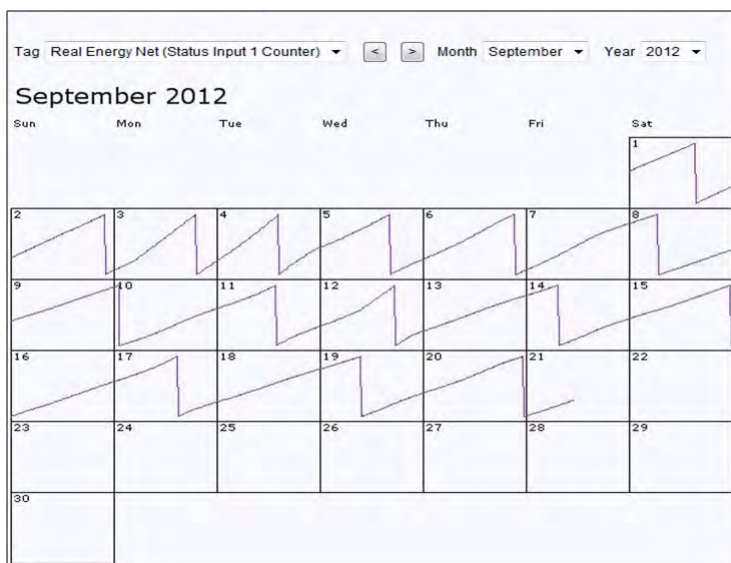 Tag Real Energy Net (Status Input 1 Counter) < > Month September Year 2012
September 2012
Sun Mon Tue Wed Thu Fri Sat
1
2 3 4 5 6 7 8
9 10 11 12 13 14 15
16 17 18 19 20 21 22
23 24 25 26 27 28 29
30